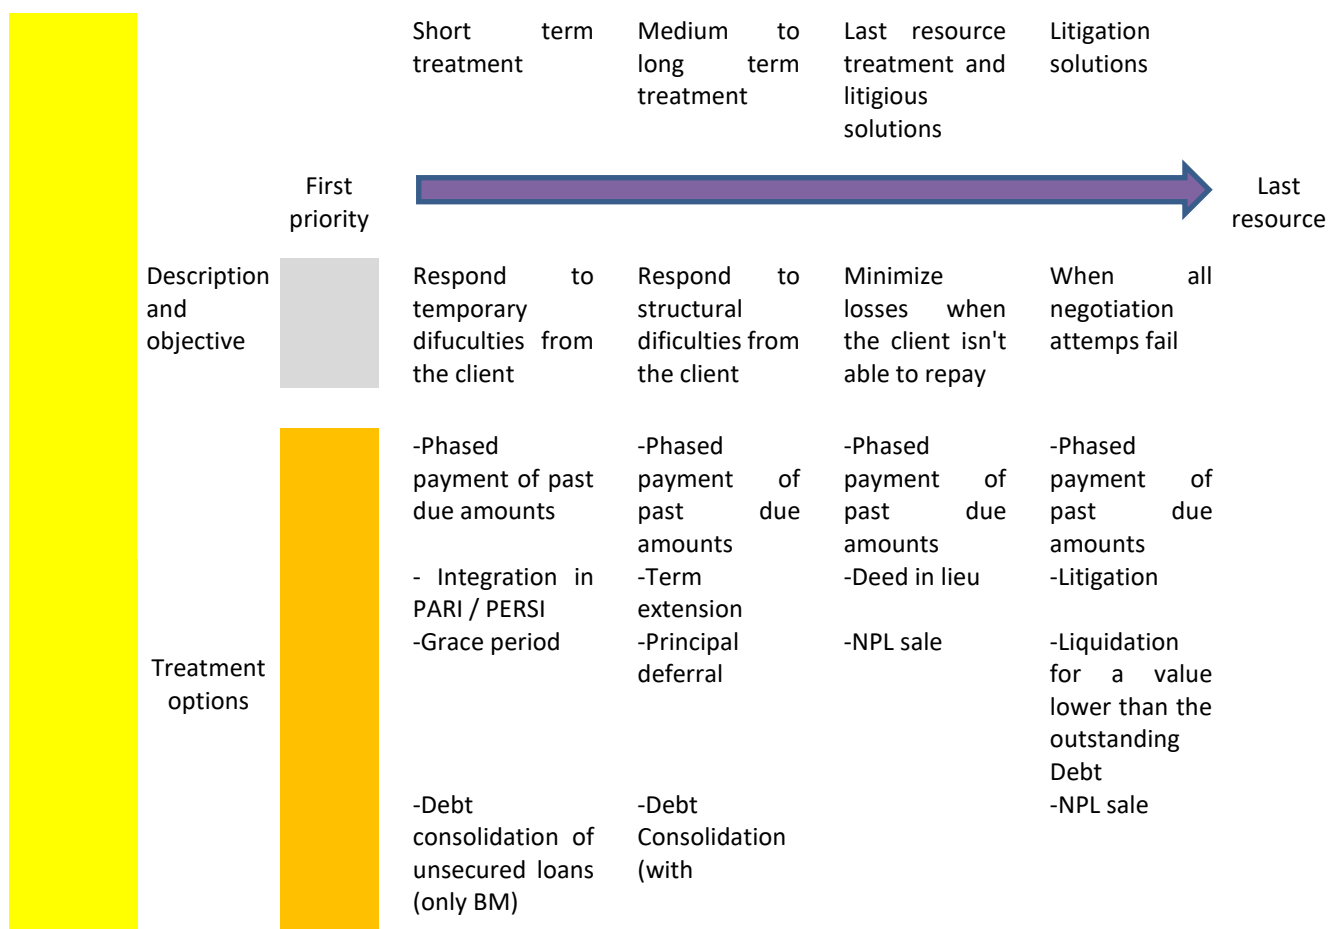 Short term
treatment
Medium to
long term
treatment
Last resource
treatment and
litigious
solutions
Litigation
solutions
First
priority
Last
resource
Description
and
objective
Respond to
temporary
difuculties from
the client
Respond to
structural
dificulties from
the client
Minimize
losses when
the client isn't
able to repay
When all
negotiation
attemps fail
Treatment
options
-Phased
payment of past
due amounts
-Phased
payment of
past due
amounts
-Phased
payment of
past due
amounts
-Phased
payment of
past due
amounts
- Integration in
PARI / PERSI
-Term
extension
-Deed in lieu
-Litigation
-Grace period
-Principal
deferral
-NPL sale
-Liquidation
for a value
lower than the
outstanding
Debt
-Debt
consolidation of
unsecured loans
(only BM)
-Debt
Consolidation
(with
-NPL sale